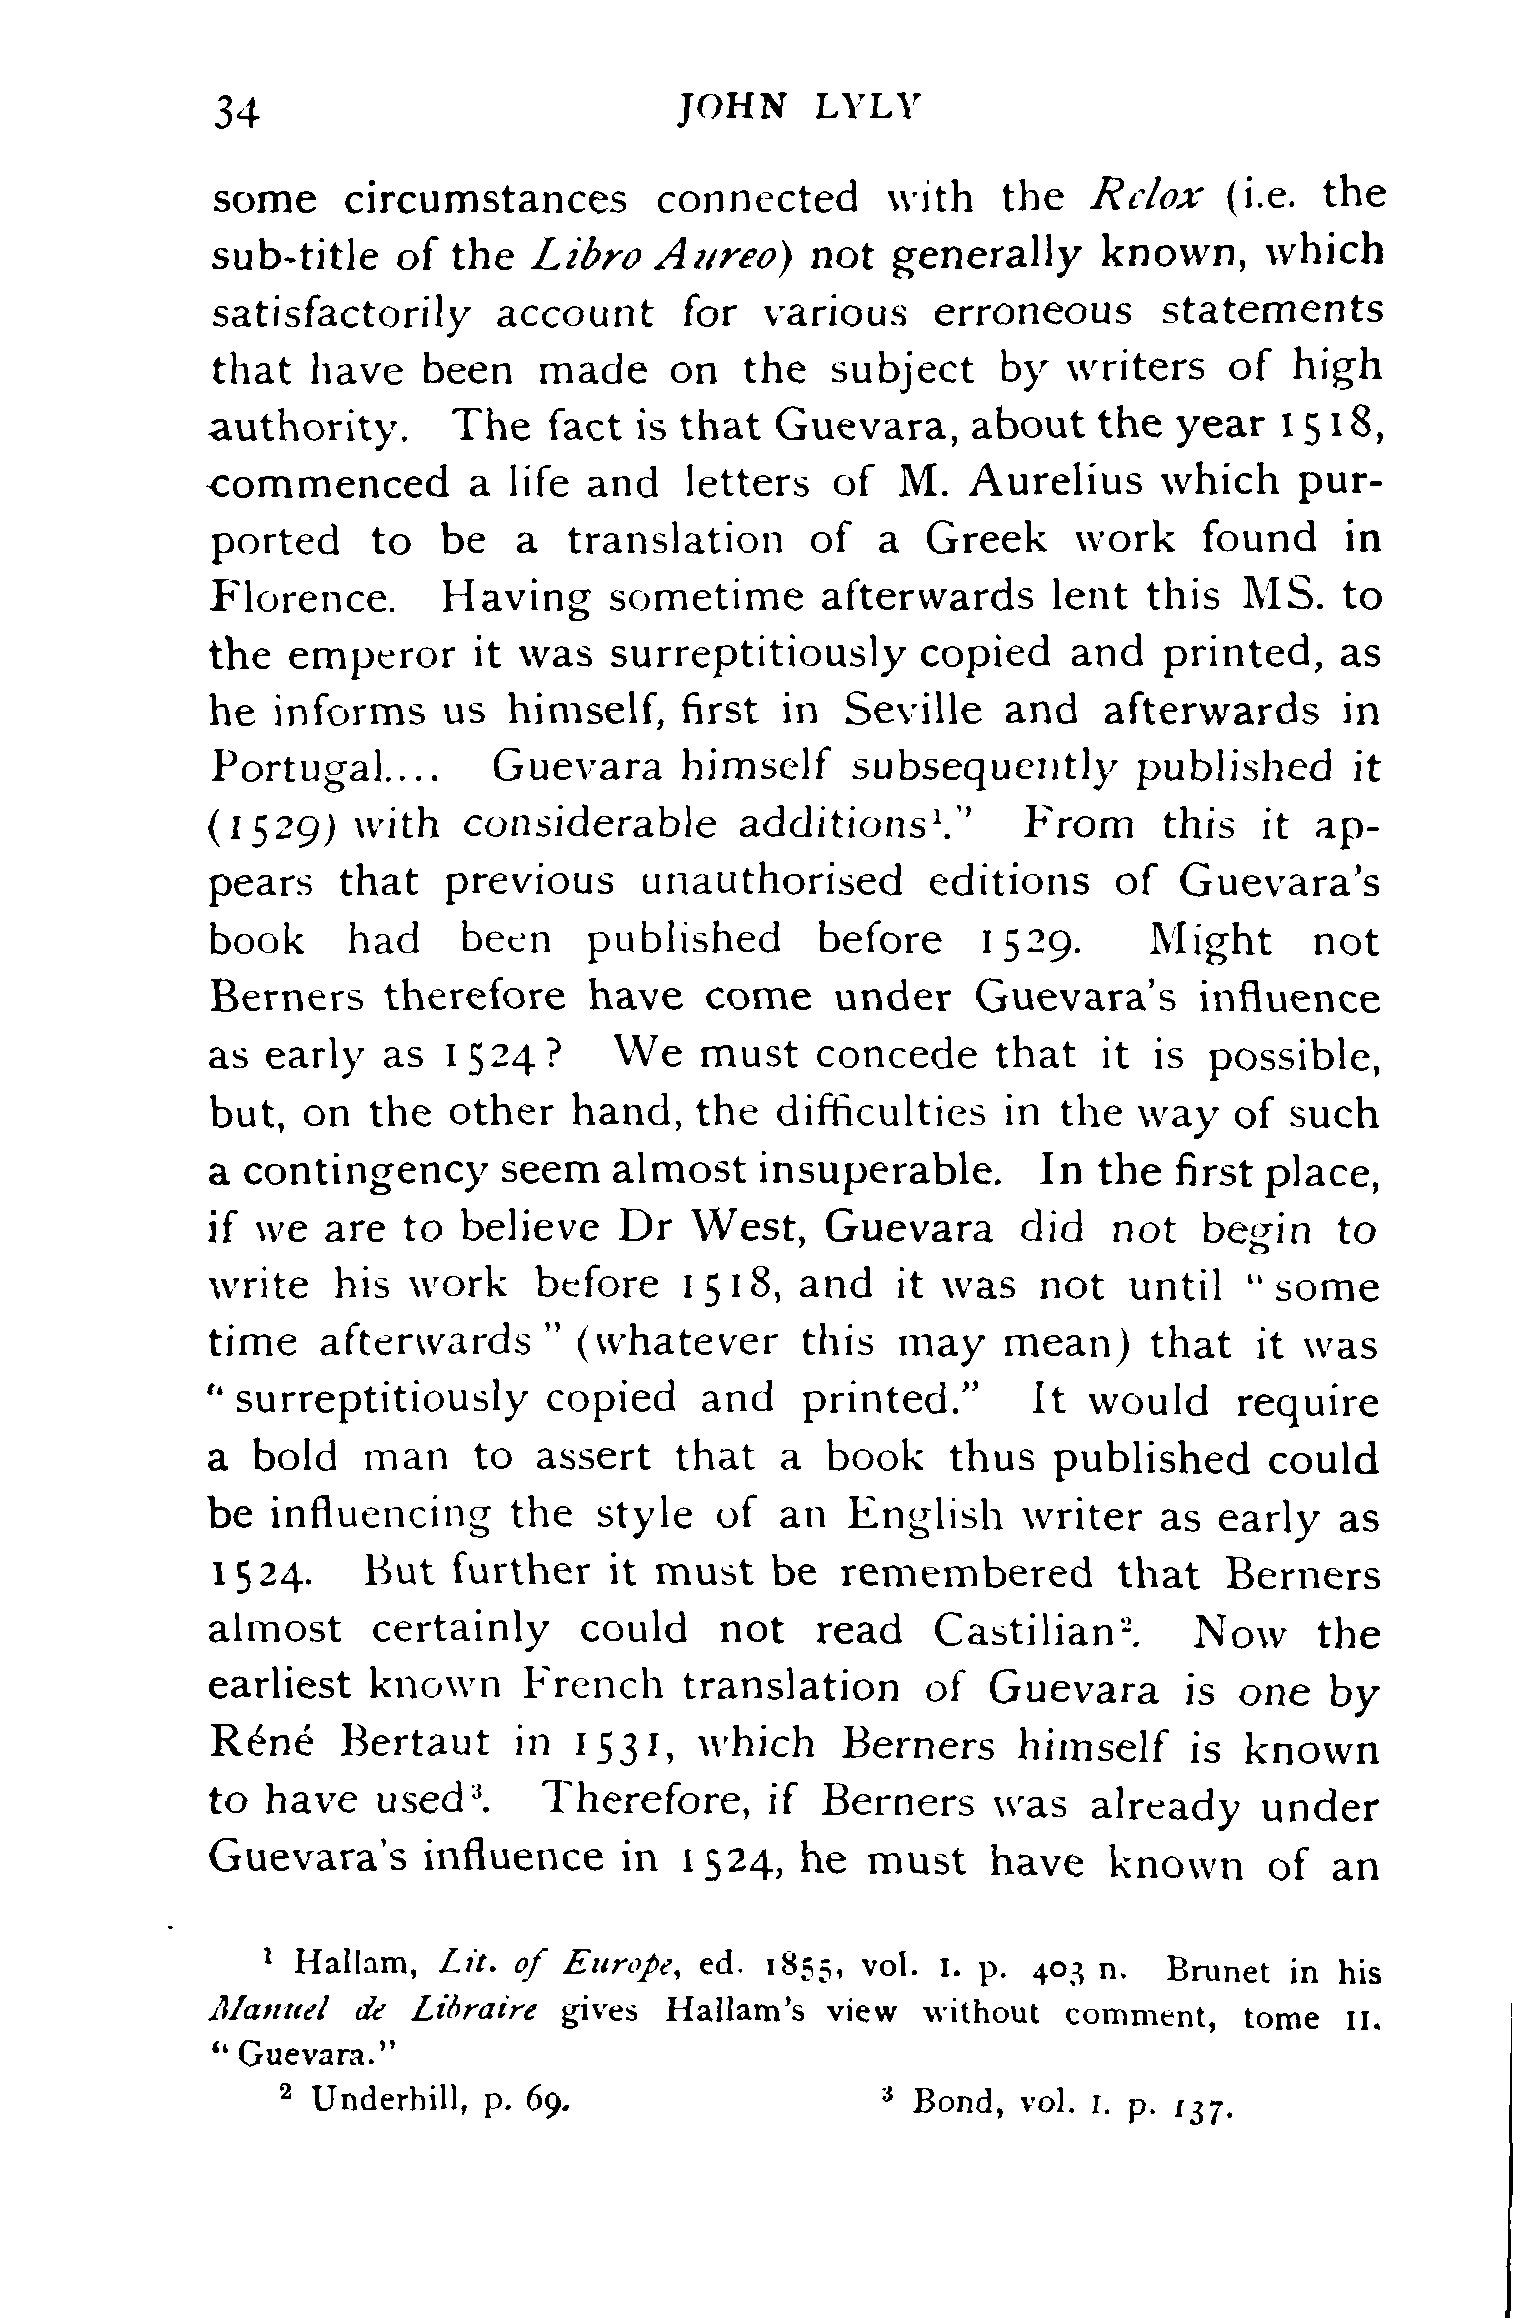 34 JOHN LYLY
some circumstances connected with the Relox (i.e. the
sub-title of the Libro Aureo) not generally known, which
satisfactorily account for various erroneous statements
that have been made on the subject by writers of high
authority. The fact is that Guevara, about the year 1518,
commenced a life and letters of M. Aurelius which pur-
ported to be a translation of a Greek work found in
Florence. Having sometime afterwards lent this MS. to
the emperor it was surreptitiously copied and printed, as
he informs us himself, first in Seville and afterwards in
Portugal.... Guevara himself subsequently published it
(1529) with considerable additions¹." From this it ap-
pears that previous unauthorised editions of Guevara's
book had been published before 1529. Might not
Berners therefore have come under Guevara's influence
as early as 1524? We must concede that it is possible,
but, on the other hand, the difficulties in the way of such
a contingency seem almost insuperable. In the first place,
if we are to believe Dr West, Guevara did not begin to
write his work before 1518, and it was not until "some
time afterwards" (whatever this may mean) that it was
"surreptitiously copied and printed." It would require
a bold man to assert that a book thus published could
be influencing the style of an English writer as early as
1524. But further it must be remembered that Berners
almost certainly could not read Castilian². Now the
earliest known French translation of Guevara is one by
Réné Bertaut in 1531, which Berners himself is known
to have used³. Therefore, if Berners was already under
Guevara's influence in 1524, he must have known of an
¹ Hallam, Lit. of Europe, ed. 1855, vol. I. p. 403 n. Brunet in his
Manuel de Libraire gives Hallam's view without comment, tome II.
"Guevara."
² Underhill, p. 69. ³ Bond, vol. I. p. 137.